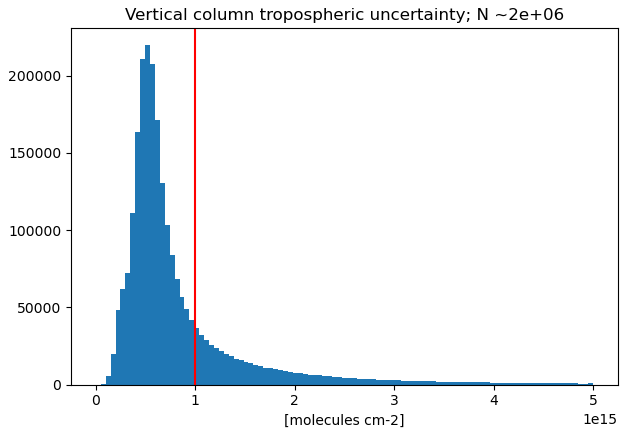 Vertical column tropospheric uncertainty; N ~2e+06
200000
150000
100000
50000
0
0 1 2 3 4 5
1e15
[molecules cm-2]